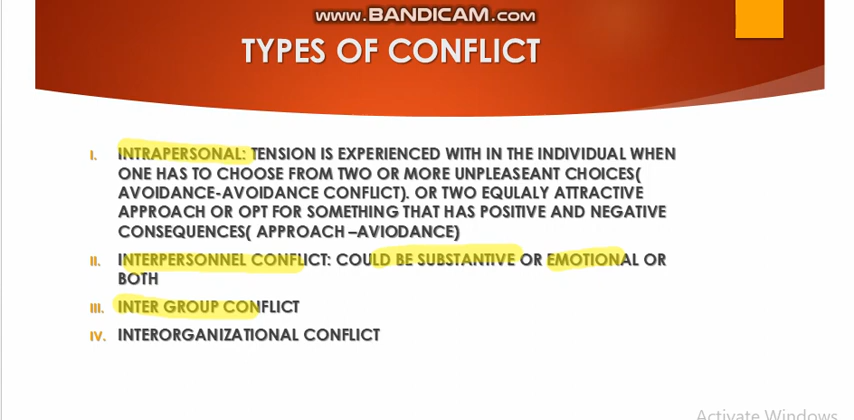 www.BANDICAM.com
TYPES OF CONFLICT
I. INTRAPERSONAL: TENSION IS EXPERIENCED WITH IN THE INDIVIDUAL WHEN
ONE HAS TO CHOOSE FROM TWO OR MORE UNPLEASEANT CHOICES(
AVOIDANCE-AVOIDANCE CONFLICT). OR TWO EQULALY ATTRACTIVE
APPROACH OR OPT FOR SOMETHING THAT HAS POSITIVE AND NEGATIVE
CONSEQUENCES( APPROACH –AVIODANCE)
II. INTERPERSONNEL CONFLICT: COULD BE SUBSTANTIVE OR EMOTIONAL OR
BOTH
III. INTER GROUP CONFLICT
IV. INTERORGANIZATIONAL CONFLICT
Activate Windows